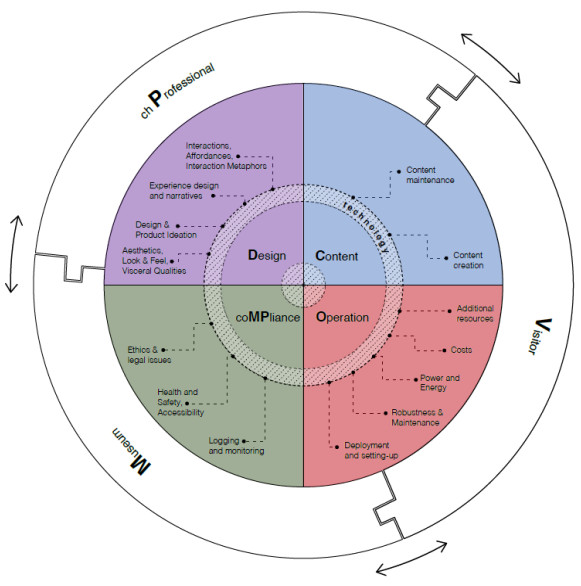 ch Professional
Interactions,
Affordances,
Interaction Metaphors
Experience design
and narratives
Design &
Product Ideation
Aesthetics,
Look & Feel,
Visceral Qualities
Design
Content
maintenance
technology
Content
creation
Content
coMPliance
Ethics &
legal issues
Health and
Safety,
Accessibility
Logging
and monitoring
Operation
Additional
resources
Costs
Power and
Energy
Robustness &
Maintenance
Deployment
and setting-up
Visitor
Museum